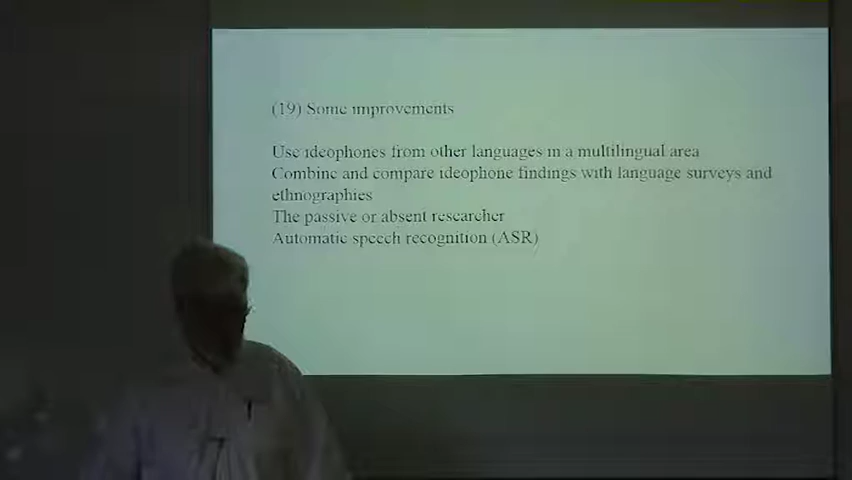 (19) Some improvements
Use ideophones from other languages in a multilingual area
Combine and compare ideophone findings with language surveys and
ethnographies
The passive or absent researcher
Automatic speech recognition (ASR)